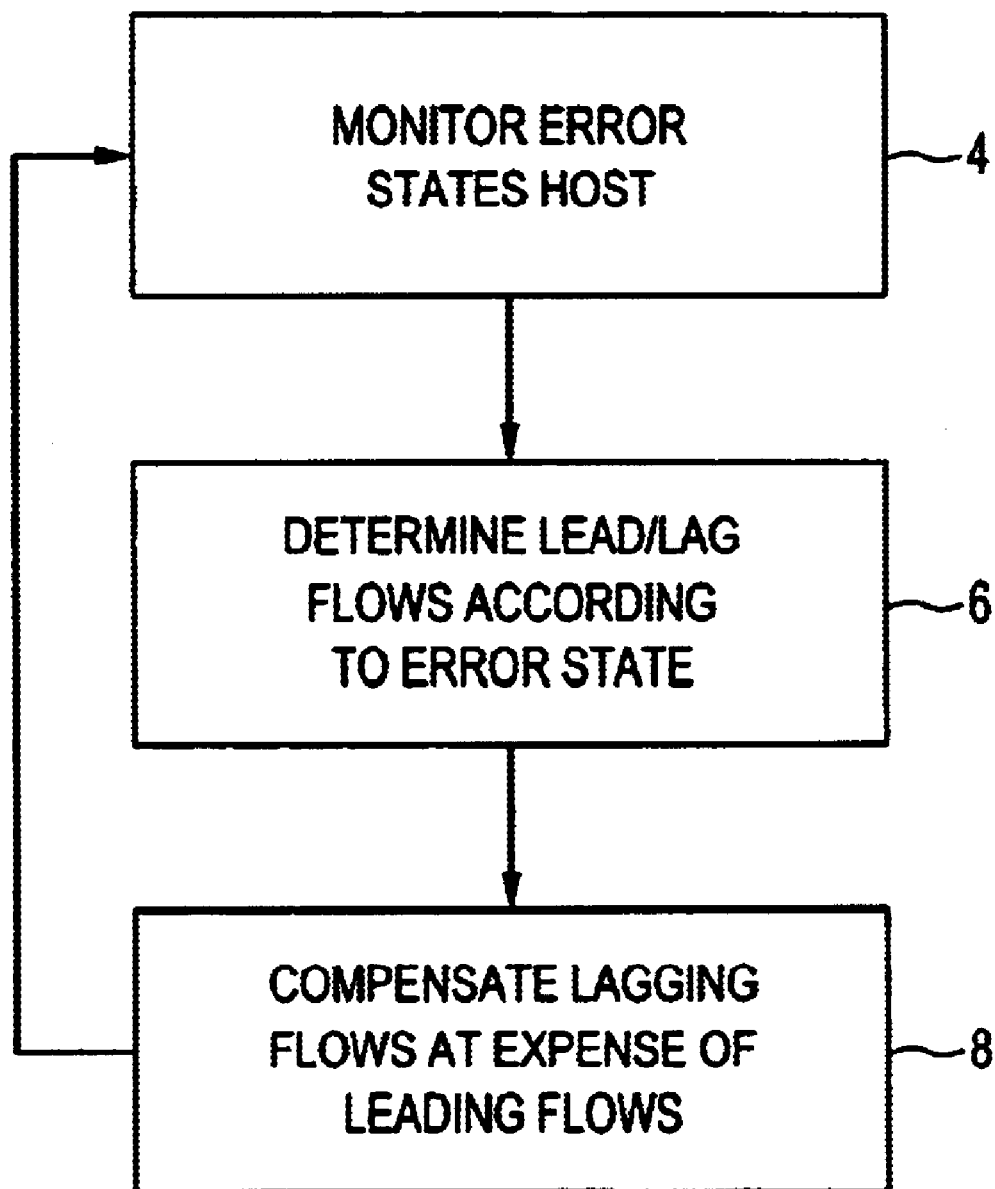 MONITOR ERROR
STATES HOST
4
DETERMINE LEAD/LAG
FLOWS ACCORDING
TO ERROR STATE
6
COMPENSATE LAGGING
FLOWS AT EXPENSE OF
LEADING FLOWS
8